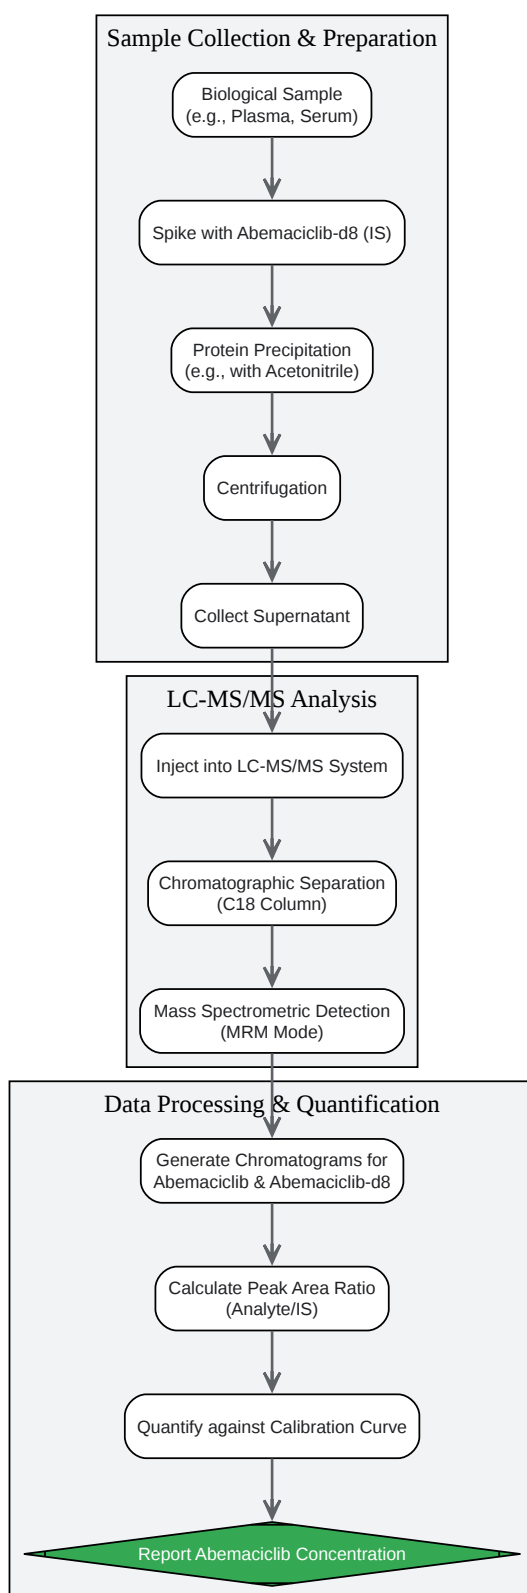 Sample Collection & Preparation
Biological Sample
(e.g., Plasma, Serum)
Spike with Abemaciclib-d8 (IS)
Protein Precipitation
(e.g., with Acetonitrile)
Centrifugation
Collect Supernatant
LC-MS/MS Analysis
Inject into LC-MS/MS System
Chromatographic Separation
(C18 Column)
Mass Spectrometric Detection
(MRM Mode)
Data Processing & Quantification
Generate Chromatograms for
Abemaciclib & Abemaciclib-d8
Calculate Peak Area Ratio
(Analyte/IS)
Quantify against Calibration Curve
Report Abemaciclib Concentration